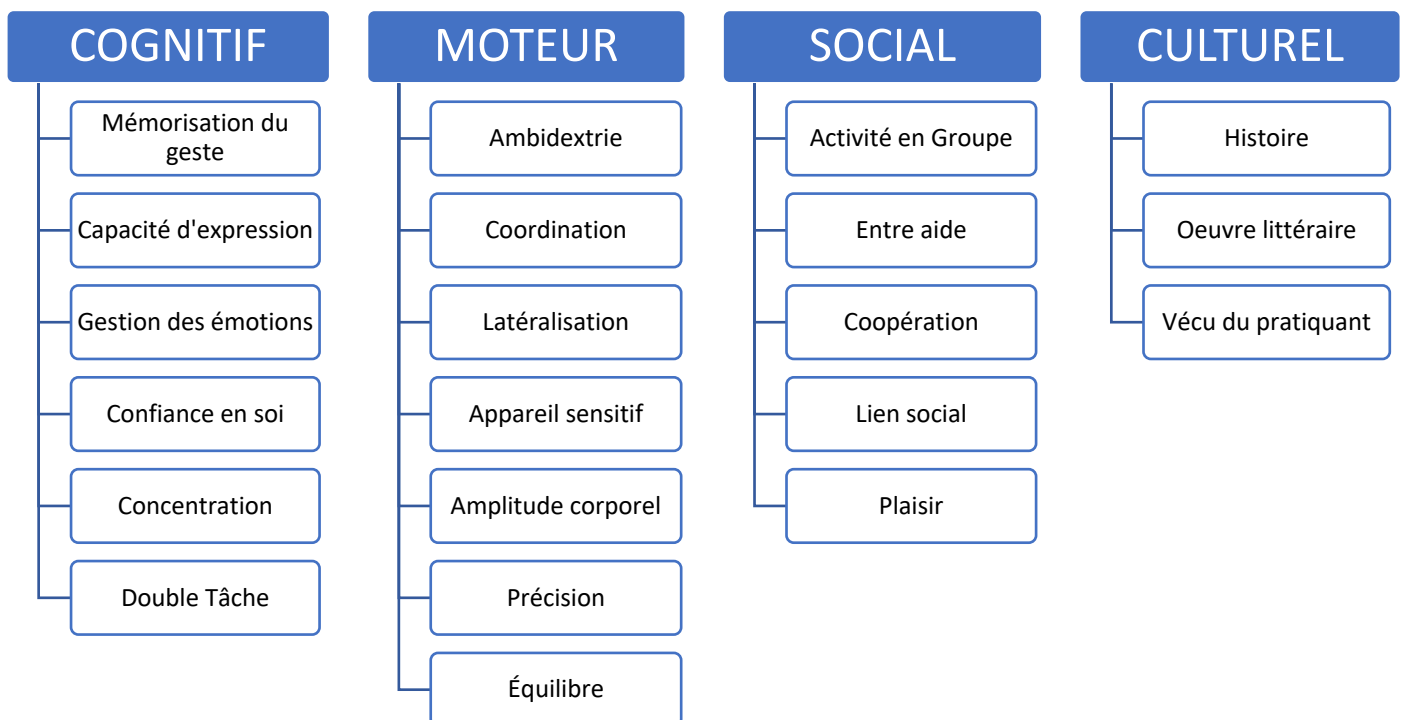 COGNITIF
Mémorisation du
geste
Capacité d'expression
Gestion des émotions
Confiance en soi
Concentration
Double Tâche
MOTEUR
Ambidextrie
Coordination
Latéralisation
Appareil sensitif
Amplitude corporel
Précision
Équilibre
SOCIAL
Activité en Groupe
Entre aide
Coopération
Lien social
Plaisir
CULTUREL
Histoire
Oeuvre littéraire
Vécu du pratiquant